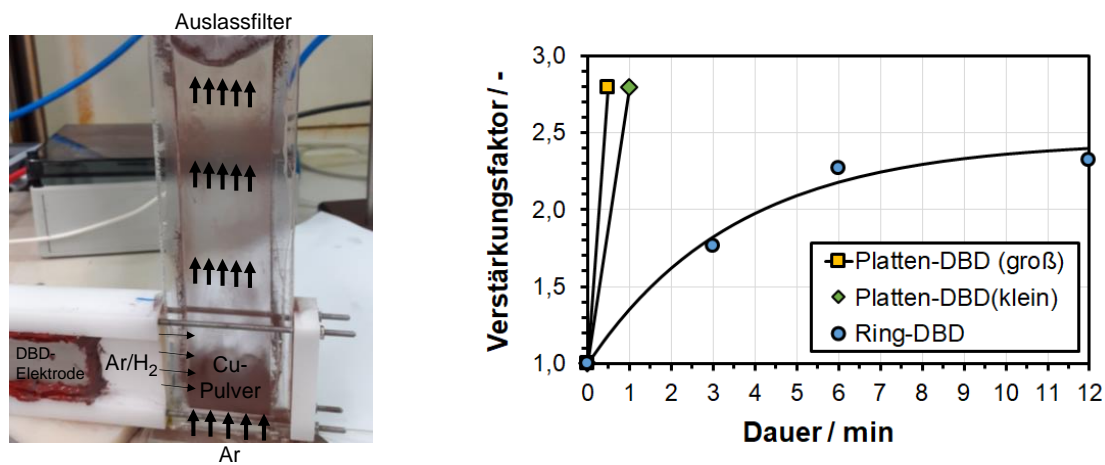 Auslassfilter
DBD-
Elektrode
Ar/H2
Cu-
Pulver
Ar
Verstärkungsfaktor / -
3,0
2,5
2,0
1,5
1,0
Platten-DBD (groß)
Platten-DBD(klein)
Ring-DBD
0 1 2 3 4 5 6 7 8 9 10 11 12
Dauer / min